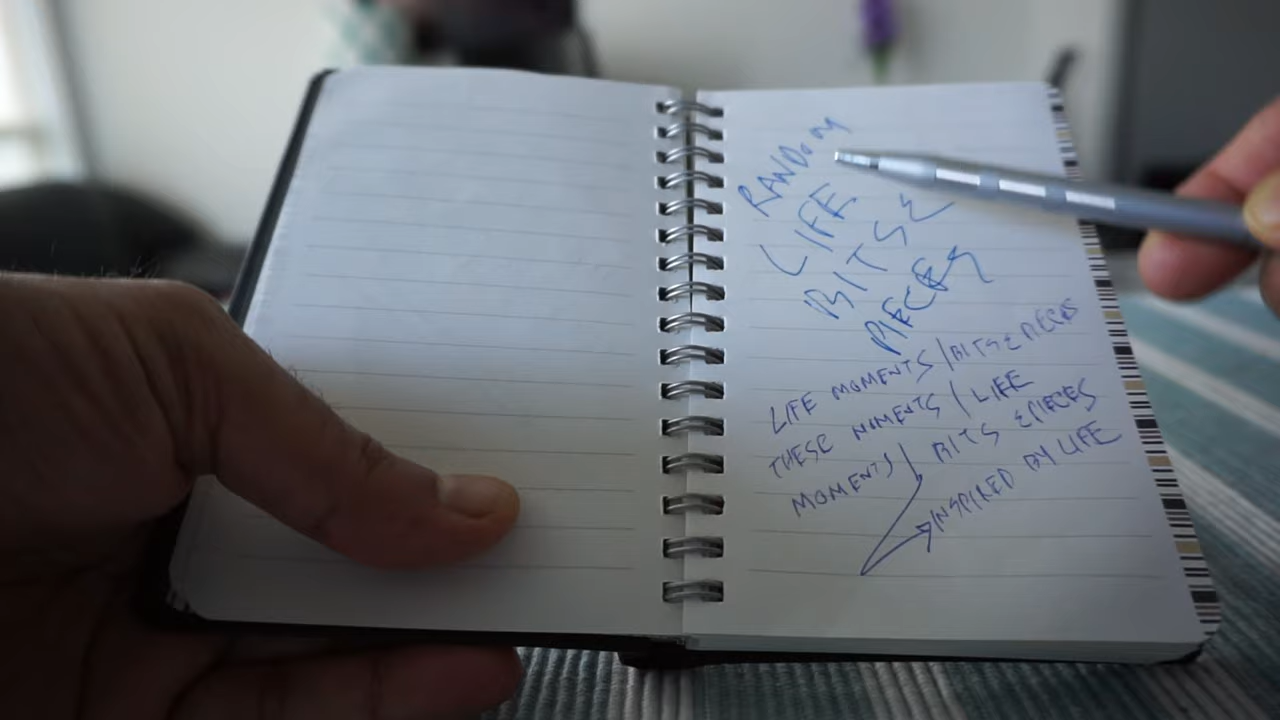 RANDOM
LIFE
BITS &
PIECES
LIFE MOMENTS / BITS & PIECES
THESE MOMENTS / LIFE
MOMENTS / BITS & PIECES
INSPIRED BY LIFE